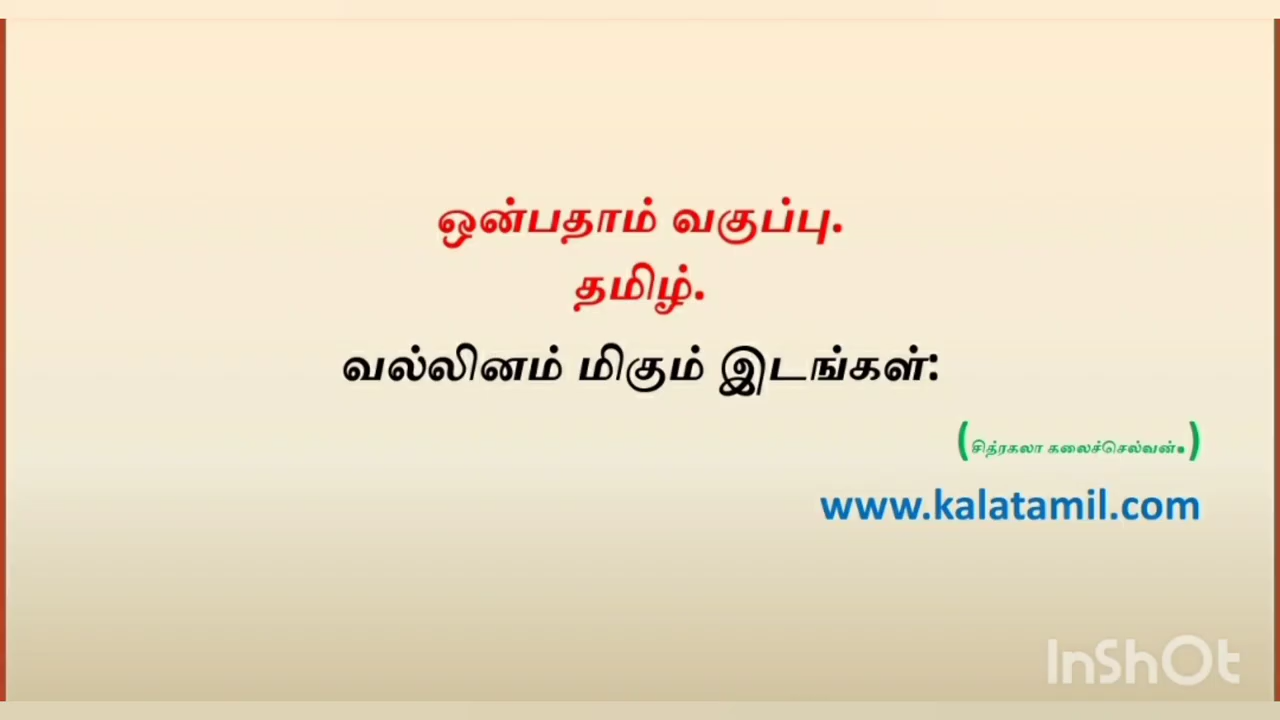 ஒன்பதாம் வகுப்பு.
தமிழ்.
வல்லினம் மிகும் இடங்கள்:
(சித்ரகலா கலைச்செல்வன்.)
www.kalatamil.com
InShOt